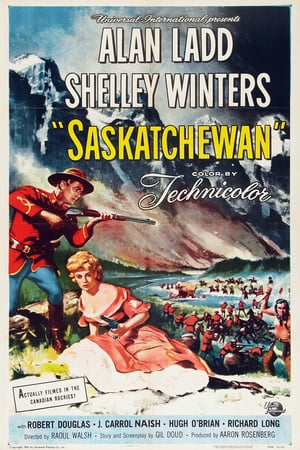 Universal International presents
ALAN LADD
SHELLEY WINTERS
"SASKATCHEWAN"
COLOR BY
Technicolor
ACTUALLY FILMED IN THE
CANADIAN ROCKIES!
with ROBERT DOUGLAS · J. CARROL NAISH · HUGH O'BRIAN · RICHARD LONG
Directed by RAOUL WALSH · Story and Screenplay by GIL DOUD · Produced by AARON ROSENBERG